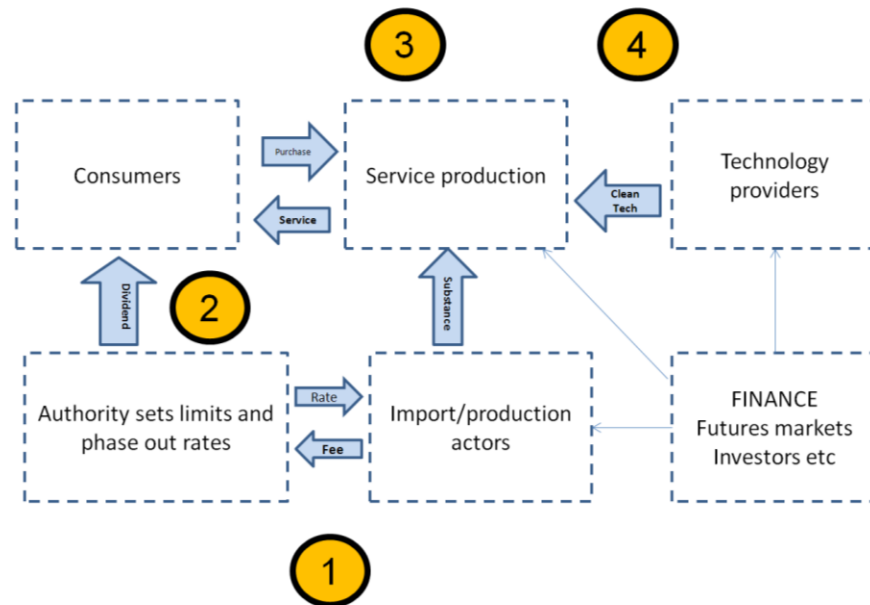 3
4
Consumers
Purchase
Service
Service production
Clean
Tech
Technology
providers
Dividend
2
Substance
Authority sets limits and
phase out rates
Rate
Fee
Import/production
actors
FINANCE
Futures markets
Investors etc
1